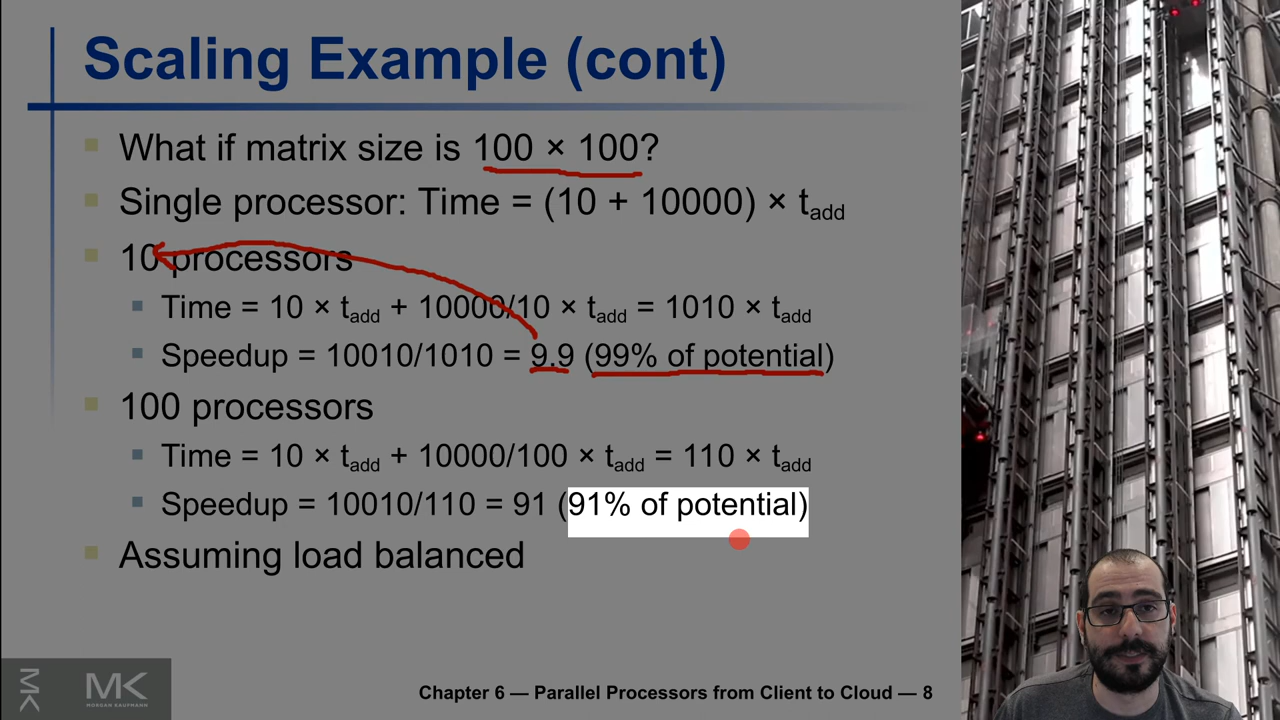 Scaling Example (cont)
What if matrix size is 100 × 100?
Single processor: Time = (10 + 10000) × tadd
10 processors
Time = 10 × tadd + 10000/10 × tadd = 1010 × tadd
Speedup = 10010/1010 = 9.9 (99% of potential)
100 processors
Time = 10 × tadd + 10000/100 × tadd = 110 × tadd
Speedup = 10010/110 = 91 (91% of potential)
Assuming load balanced
MK
MK
MORGAN KAUFMANN
Chapter 6 — Parallel Processors from Client to Cloud — 8